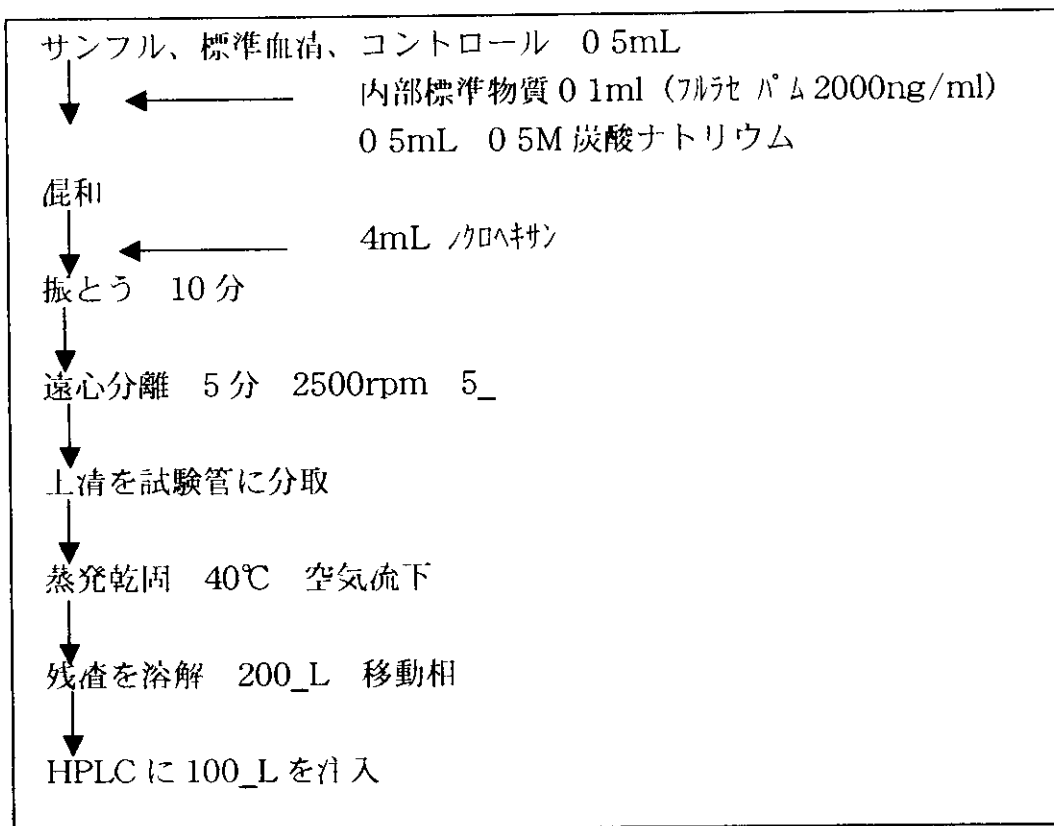 サンフル、標準血清、コントロール 0 5mL
内部標準物質 0 1ml (フルラセ パム 2000ng/ml)
0 5mL 0 5M 炭酸ナトリウム
混和
4mL シクロヘキサン
振とう 10 分
遠心分離 5 分 2500rpm 5_
上清を試験管に分取
蒸発乾固 40℃ 空気流下
残渣を溶解 200_L 移動相
HPLC に 100_L を注入